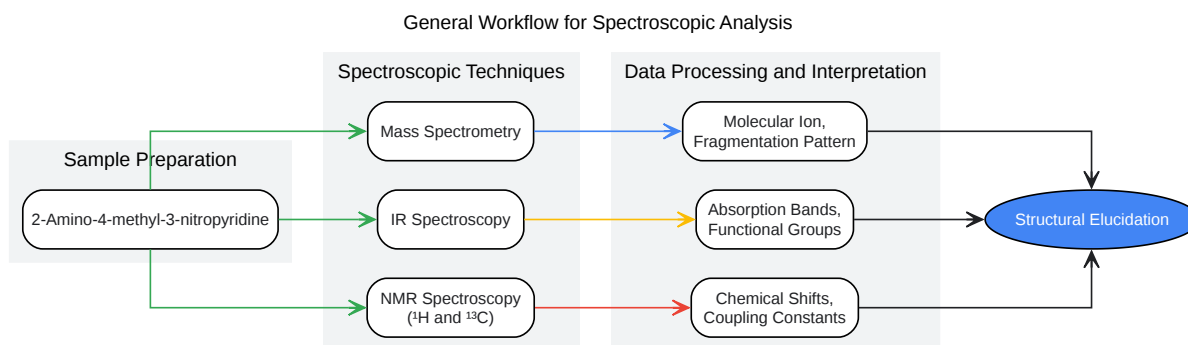 General Workflow for Spectroscopic Analysis
Sample Preparation
2-Amino-4-methyl-3-nitropyridine
Spectroscopic Techniques
Mass Spectrometry
IR Spectroscopy
NMR Spectroscopy
(¹H and ¹³C)
Data Processing and Interpretation
Molecular Ion,
Fragmentation Pattern
Absorption Bands,
Functional Groups
Chemical Shifts,
Coupling Constants
Structural Elucidation